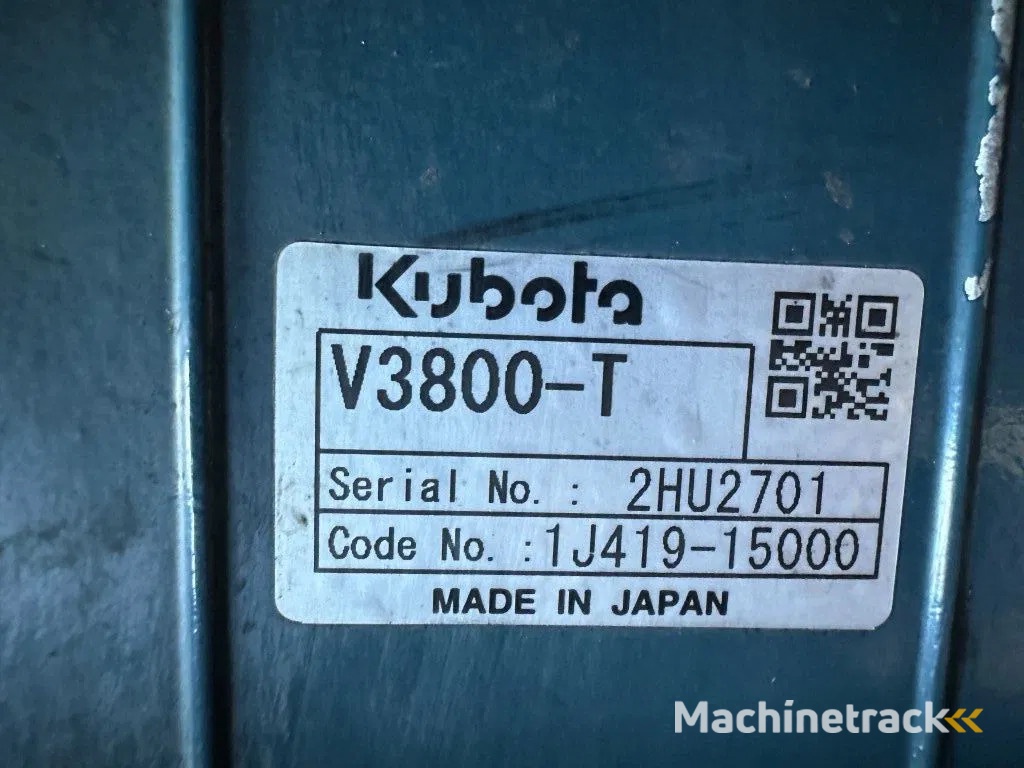 Kubota
V3800-T
Serial No. : 2HU2701
Code No. : 1J419-15000
MADE IN JAPAN
Machinetrack